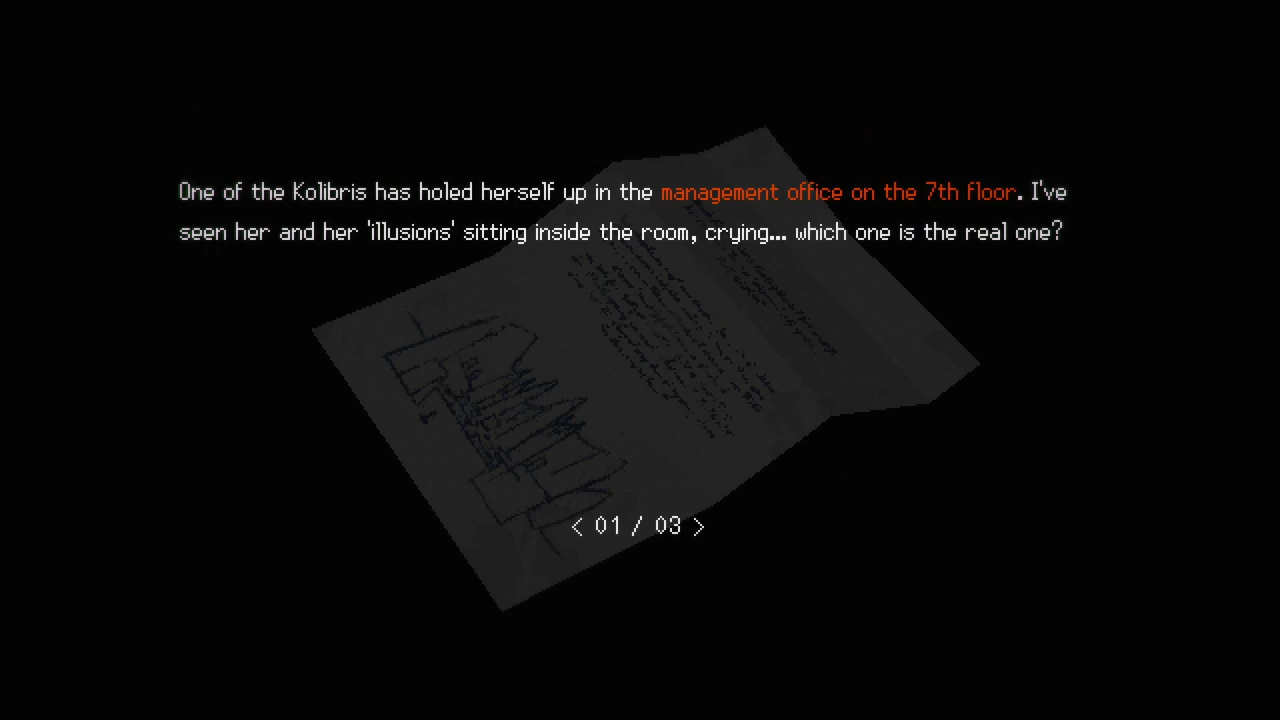 One of the Kolibris has holed herself up in the management office on the 7th floor. I've
seen her and her 'illusions' sitting inside the room, crying... which one is the real one?
< 01 / 03 >